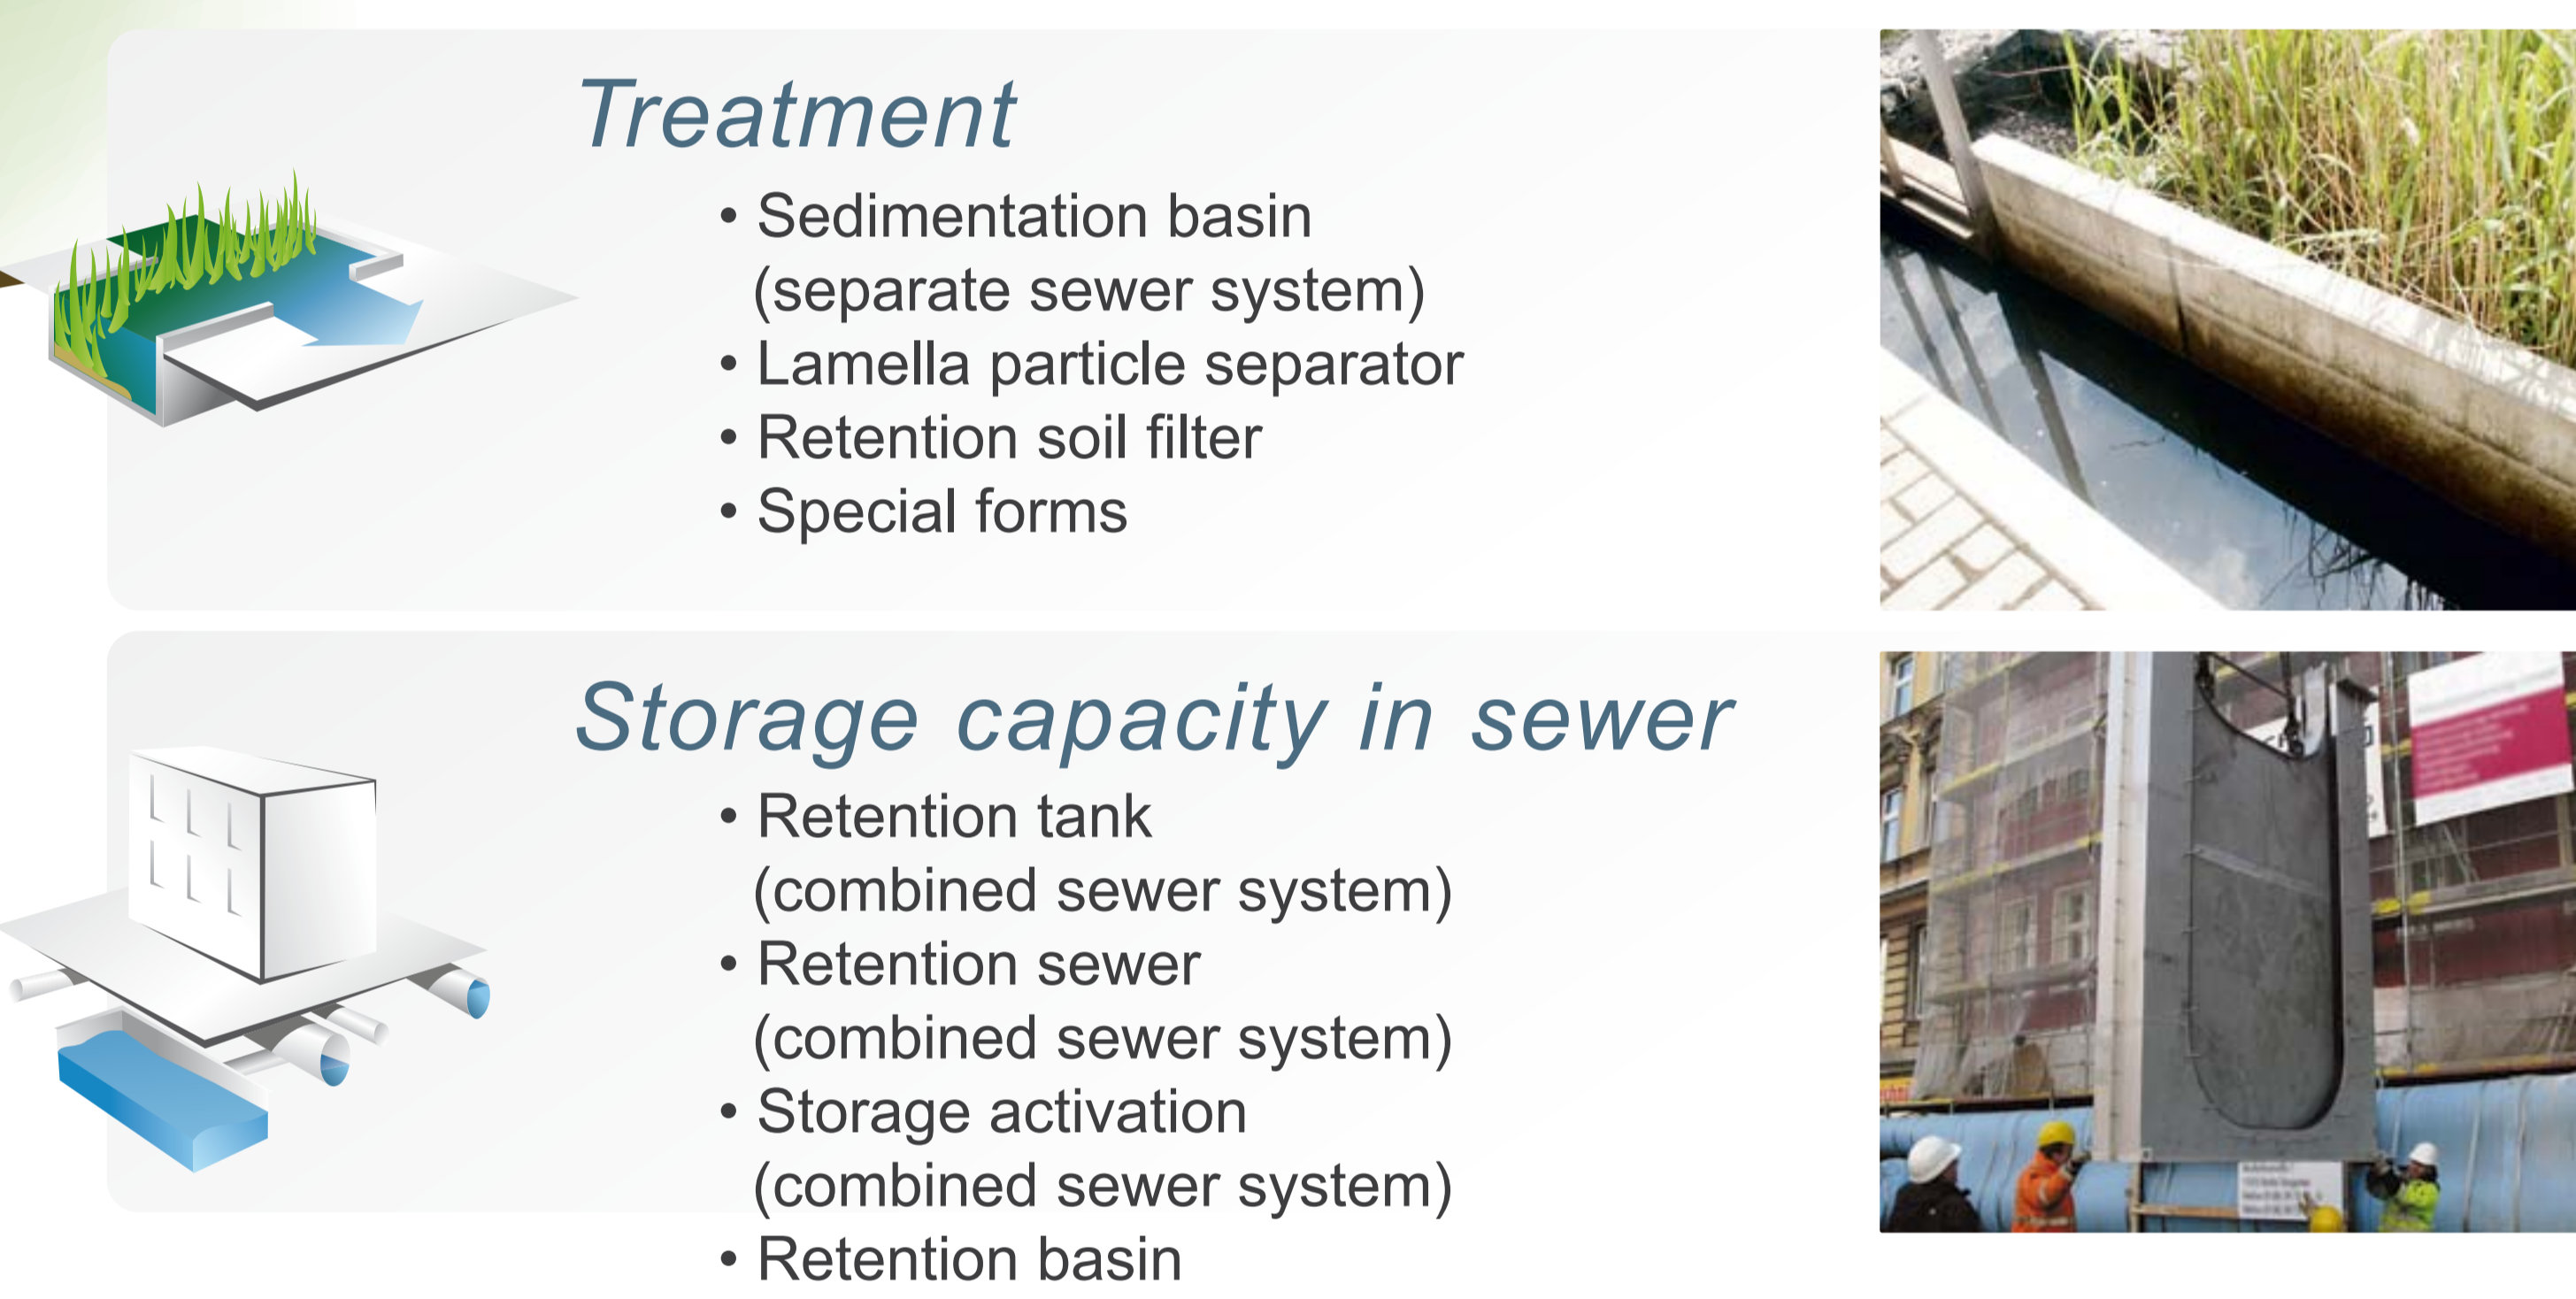 Treatment
• Sedimentation basin
(separate sewer system)
• Lamella particle separator
• Retention soil filter
• Special forms
Storage capacity in sewer
• Retention tank
(combined sewer system)
• Retention sewer
(combined sewer system)
• Storage activation
(combined sewer system)
• Retention basin